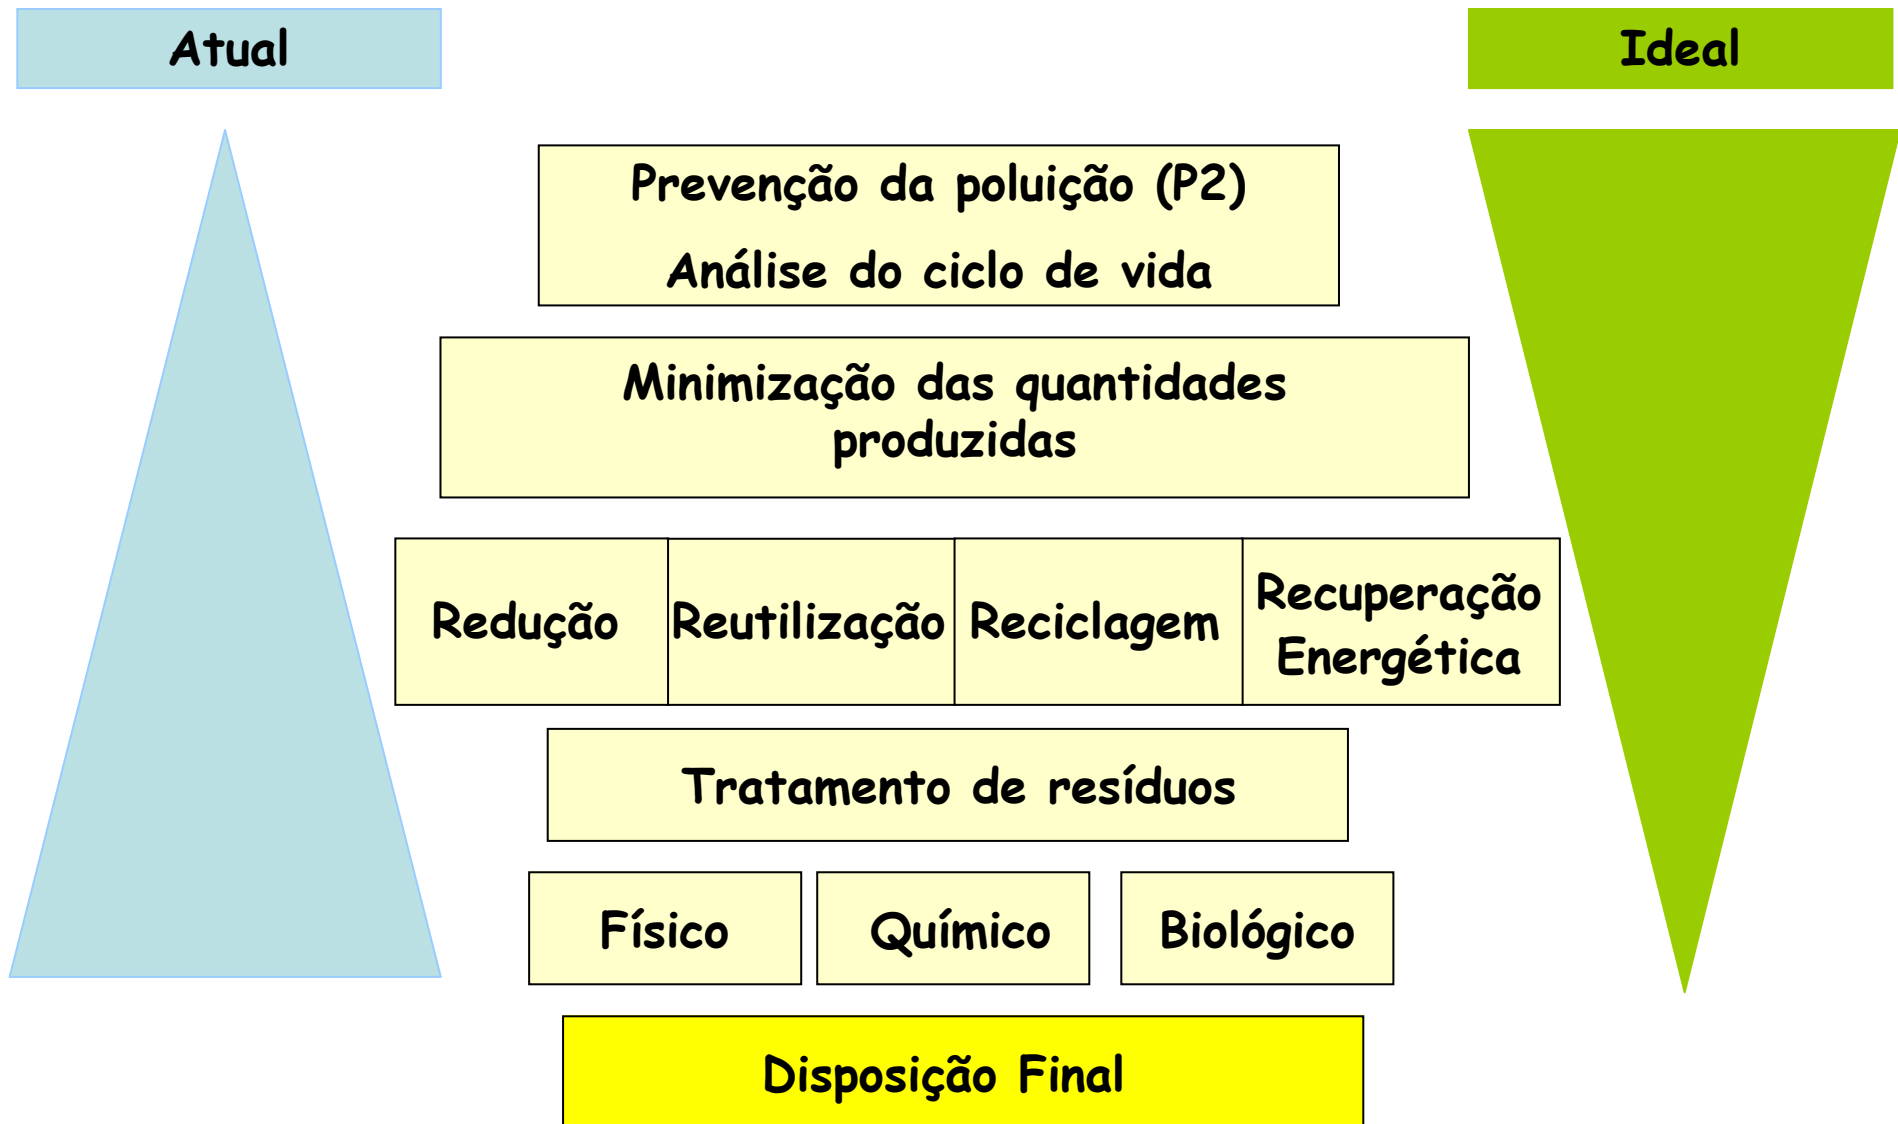 Atual
Ideal
Prevenção da poluição (P2)
Análise do ciclo de vida
Minimização das quantidades
produzidas
Redução
Reutilização
Reciclagem
Recuperação
Energética
Tratamento de resíduos
Físico
Químico
Biológico
Disposição Final